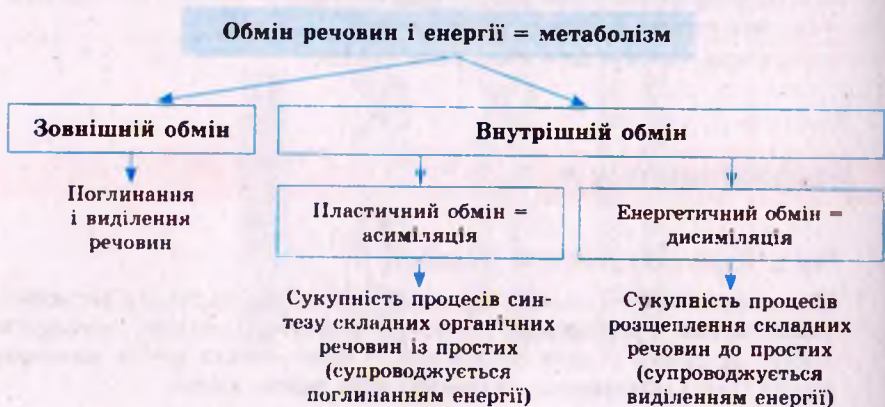 Обмін речовин і енергії = метаболізм
Зовнішній обмін
Внутрішній обмін
Поглинання
і виділення
речовин
Пластичний обмін =
асиміляція
Енергетичний обмін =
дисиміляція
Сукупність процесів син-
тезу складних органічних
речовин із простих
(супроводжується
поглинанням енергії)
Сукупність процесів
розщеплення складних
речовин до простих
(супроводжується
виділенням енергії)